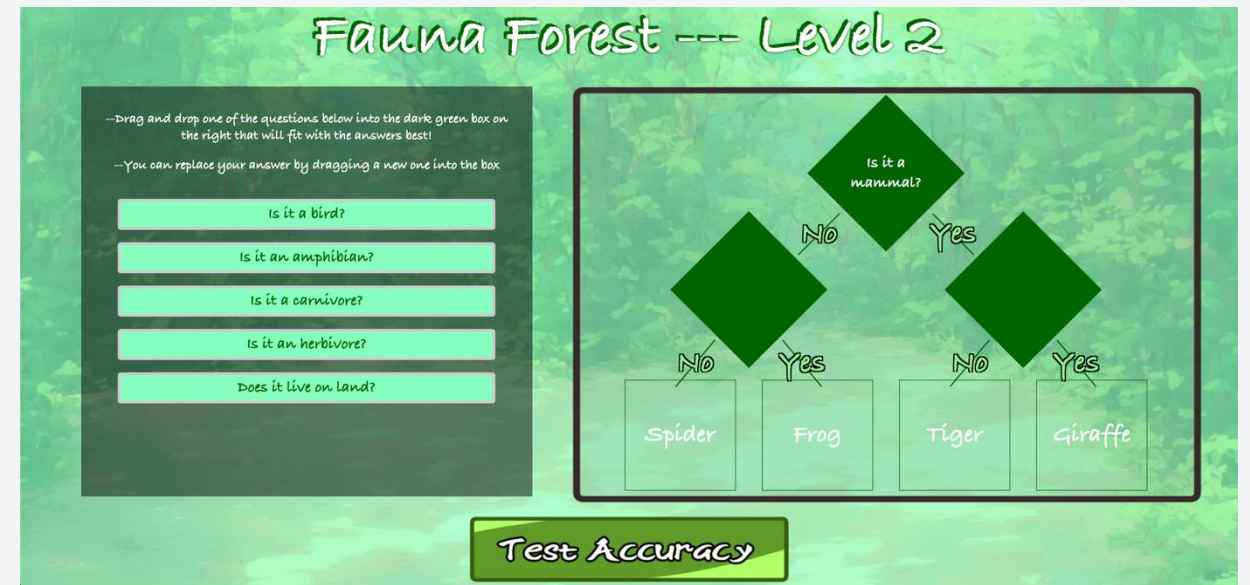 Fauna Forest --- Level 2
--Drag and drop one of the questions below into the dark green box on
the right that will fit with the answers best!
--You can replace your answer by dragging a new one into the box
Is it a bird?
Is it an amphibian?
Is it a carnivore?
Is it an herbivore?
Does it live on land?
Is it a
mammal?
No
Yes
No
Yes
No
Yes
Spider
Frog
Tiger
Giraffe
Test Accuracy